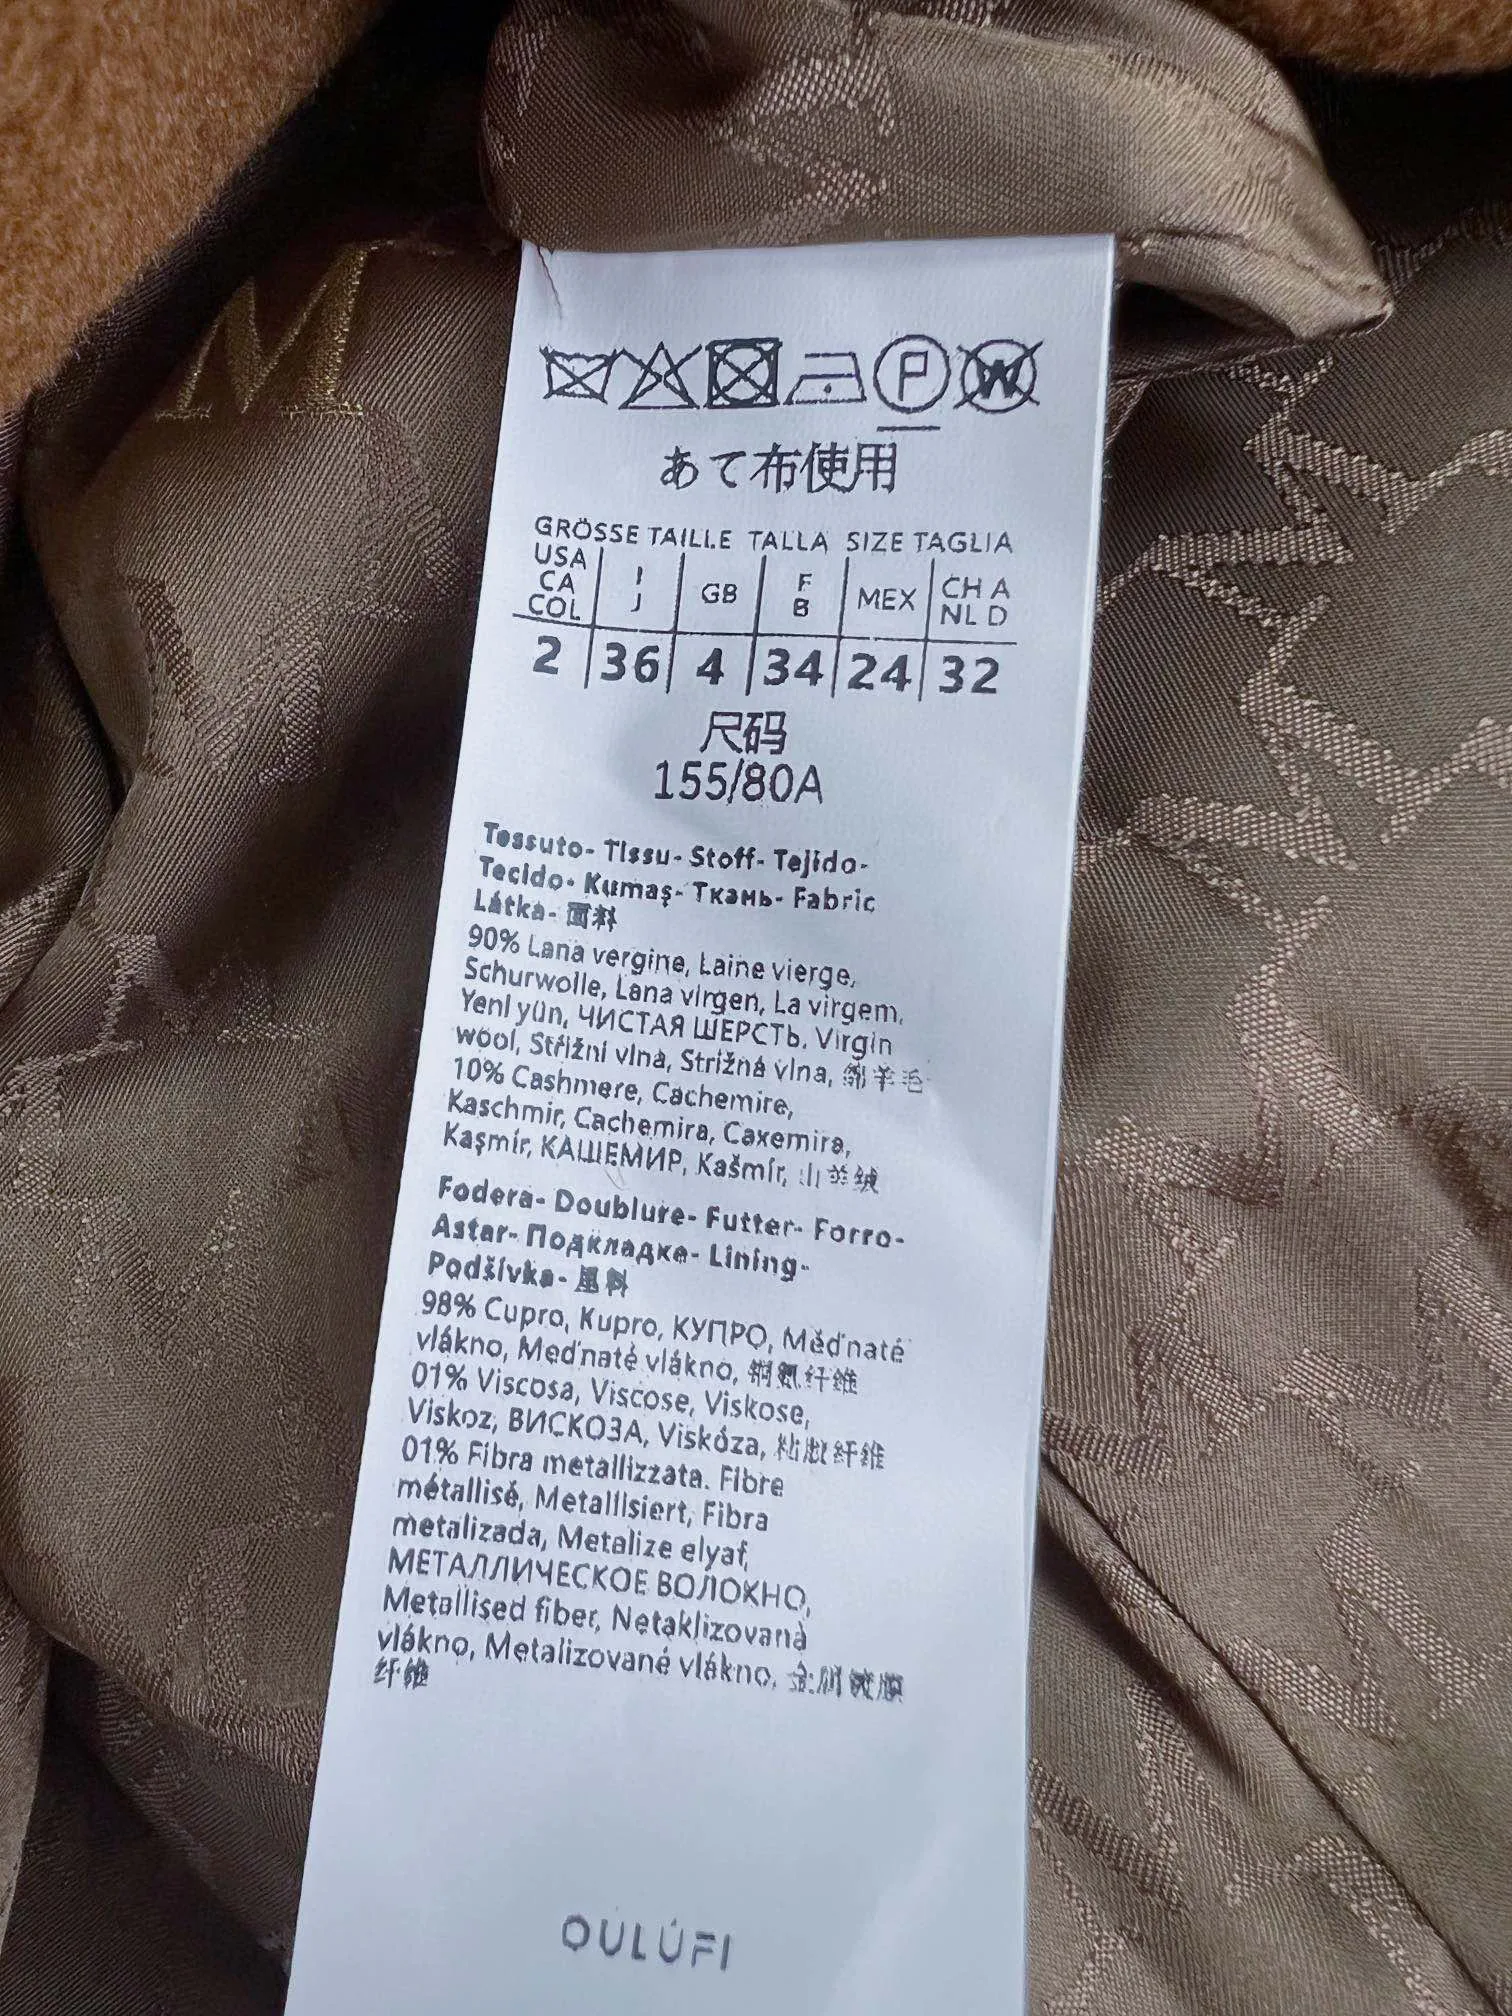 M
P W
あて布使用
GRÖSSE TAILLE TALLA SIZE TAGLIA
USA CA COL I J GB F B MEX CH A NL D
2 36 4 34 24 32
尺码
155/80A
Tessuto- Tissu- Stoff- Tejido-
Tecido- Kumaş- Ткань- Fabric
Látka- 面料
90% Lana vergine, Laine vierge,
Schurwolle, Lana virgen, La virgem,
Yeni yün, ЧИСТАЯ ШЕРСТЬ, Virgin
wool, Střižní vlna, Strižná vlna, 绵羊毛
10% Cashmere, Cachemire,
Kaschmir, Cachemira, Caxemira,
Kaşmir, КАШЕМИР, Kašmír, 山羊绒
Fodera- Doublure- Futter- Forro-
Astar- Подкладке- Lining-
Podšívka- 里料
98% Cupro, Kupro, КУПРО, Měďnaté
vlákno, Meďnaté vlákno, 铜氨纤维
01% Viscosa, Viscose, Viskose,
Viskoz, ВИСКОЗА, Viskóza, 粘胶纤维
01% Fibra metallizzata. Fibre
métallisé, Metallisiert, Fibra
metalizada, Metalize elyaf,
МЕТАЛЛИЧЕСКОЕ ВОЛОКНО,
Metallised fiber, Netaklizovaná
vlákno, Metalizované vlákno,
纤维
OULUFI